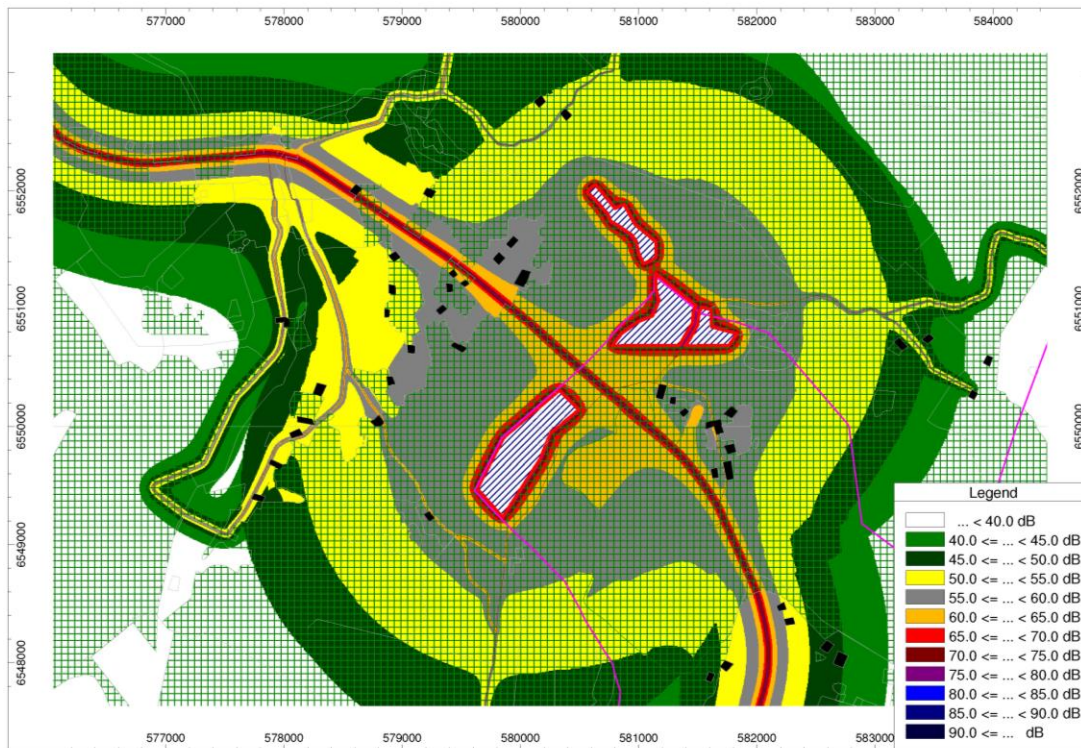 577000 578000 579000 580000 581000 582000 583000 584000
6552000 6552000
6551000 6551000
6550000 6550000
6549000
6548000
577000 578000 579000 580000 581000 582000
Legend
... < 40.0 dB
40.0 <= ... < 45.0 dB
45.0 <= ... < 50.0 dB
50.0 <= ... < 55.0 dB
55.0 <= ... < 60.0 dB
60.0 <= ... < 65.0 dB
65.0 <= ... < 70.0 dB
70.0 <= ... < 75.0 dB
75.0 <= ... < 80.0 dB
80.0 <= ... < 85.0 dB
85.0 <= ... < 90.0 dB
90.0 <= ... dB